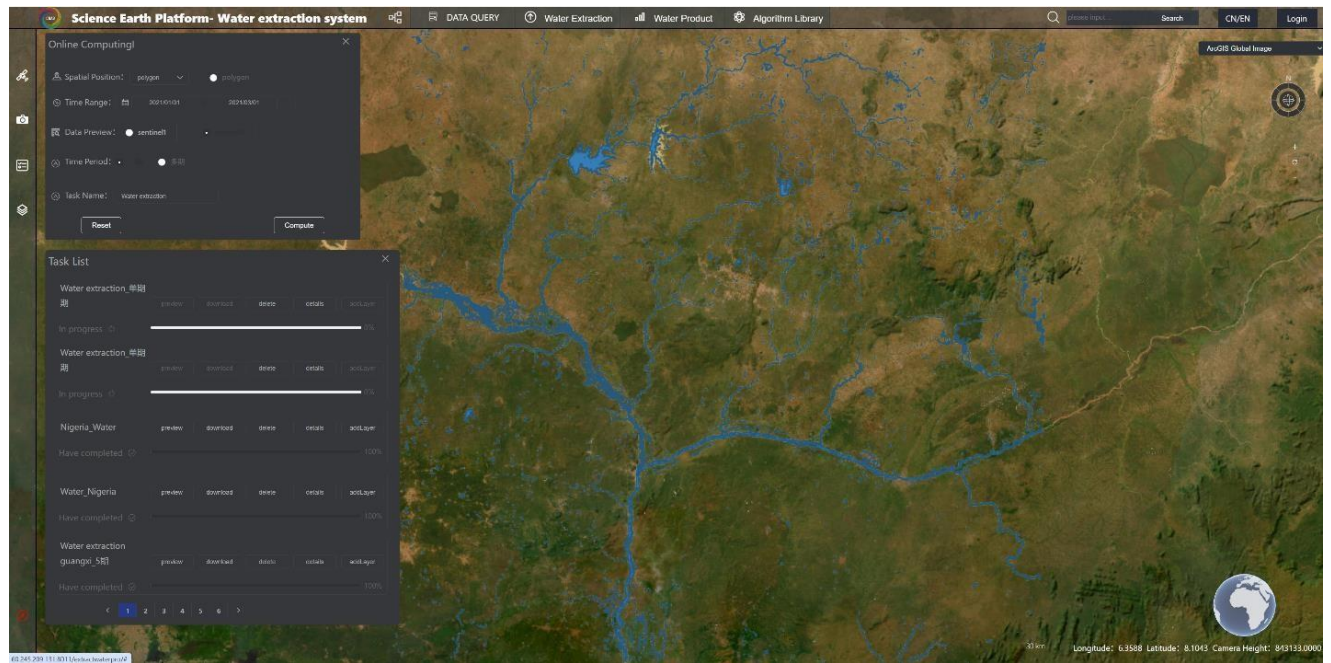 Science Earth Platform- Water extraction system
DATA QUERY
Water Extraction
Water Product
Algorithm Library
please input...
Search
CN/EN
Login
ArcGIS Global Image
N
Online Computing!
Spatial Position:
polygon
polygon
Time Range:
2021/01/31
2021/03/01
Data Preview:
sentinel1
Time Period:
多期
Task Name:
Water extraction
Reset
Compute
Task List
Water extraction_单期
期
preview download delete details addLayer
In progress
0%
Water extraction_单期
期
preview download delete details addLayer
In progress
0%
Nigeria_Water
preview download delete details addLayer
Have completed
100%
Water_Nigeria
preview download delete details addLayer
Have completed
100%
Water extraction
guangxi_5期
preview download delete details addLayer
Have completed
100%
< 1 2 3 4 5 6 >
30 km
Longitude: 6.3588 Latitude: 8.1043 Camera Height: 843133.0000